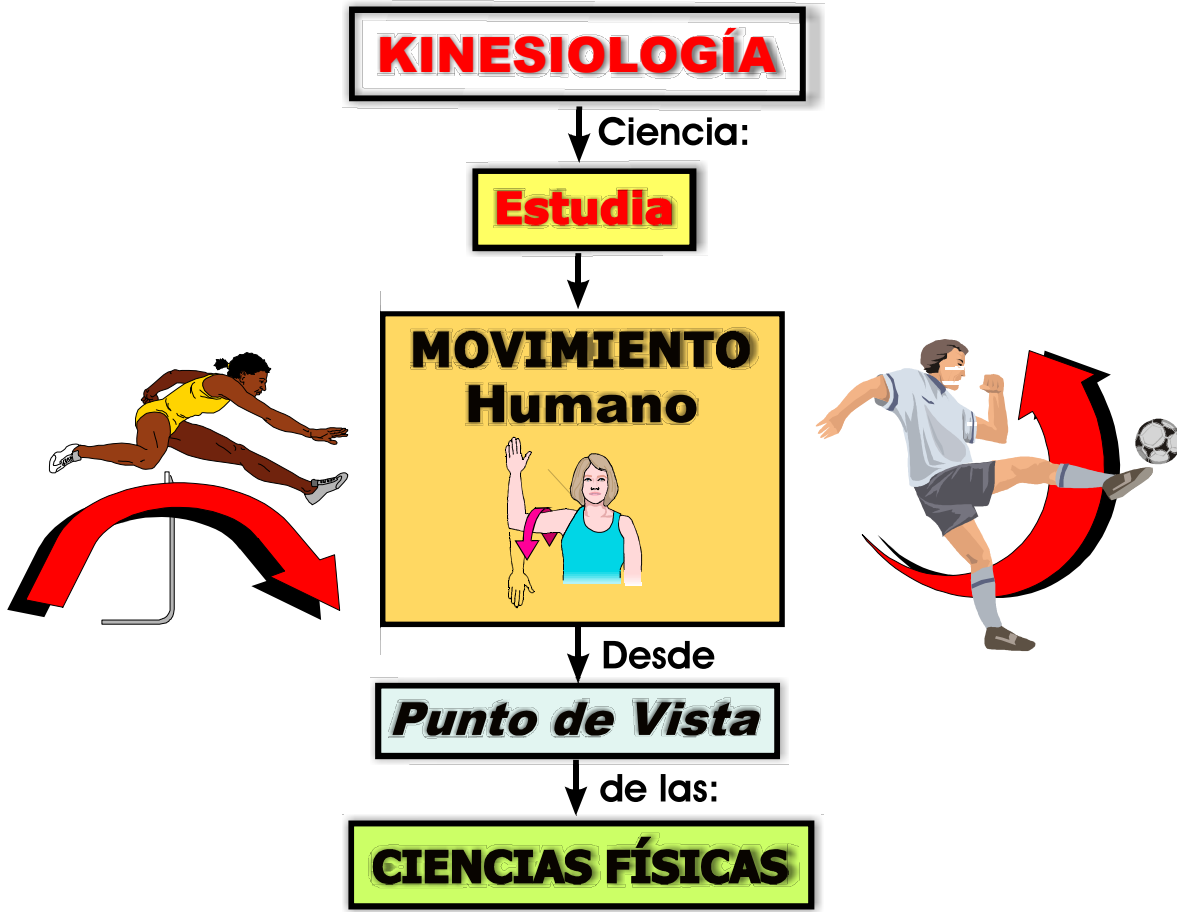 KINESIOLOGÍA
Ciencia:
Estudia
MOVIMIENTO
Humano
Desde
Punto de Vista
de las:
CIENCIAS FÍSICAS